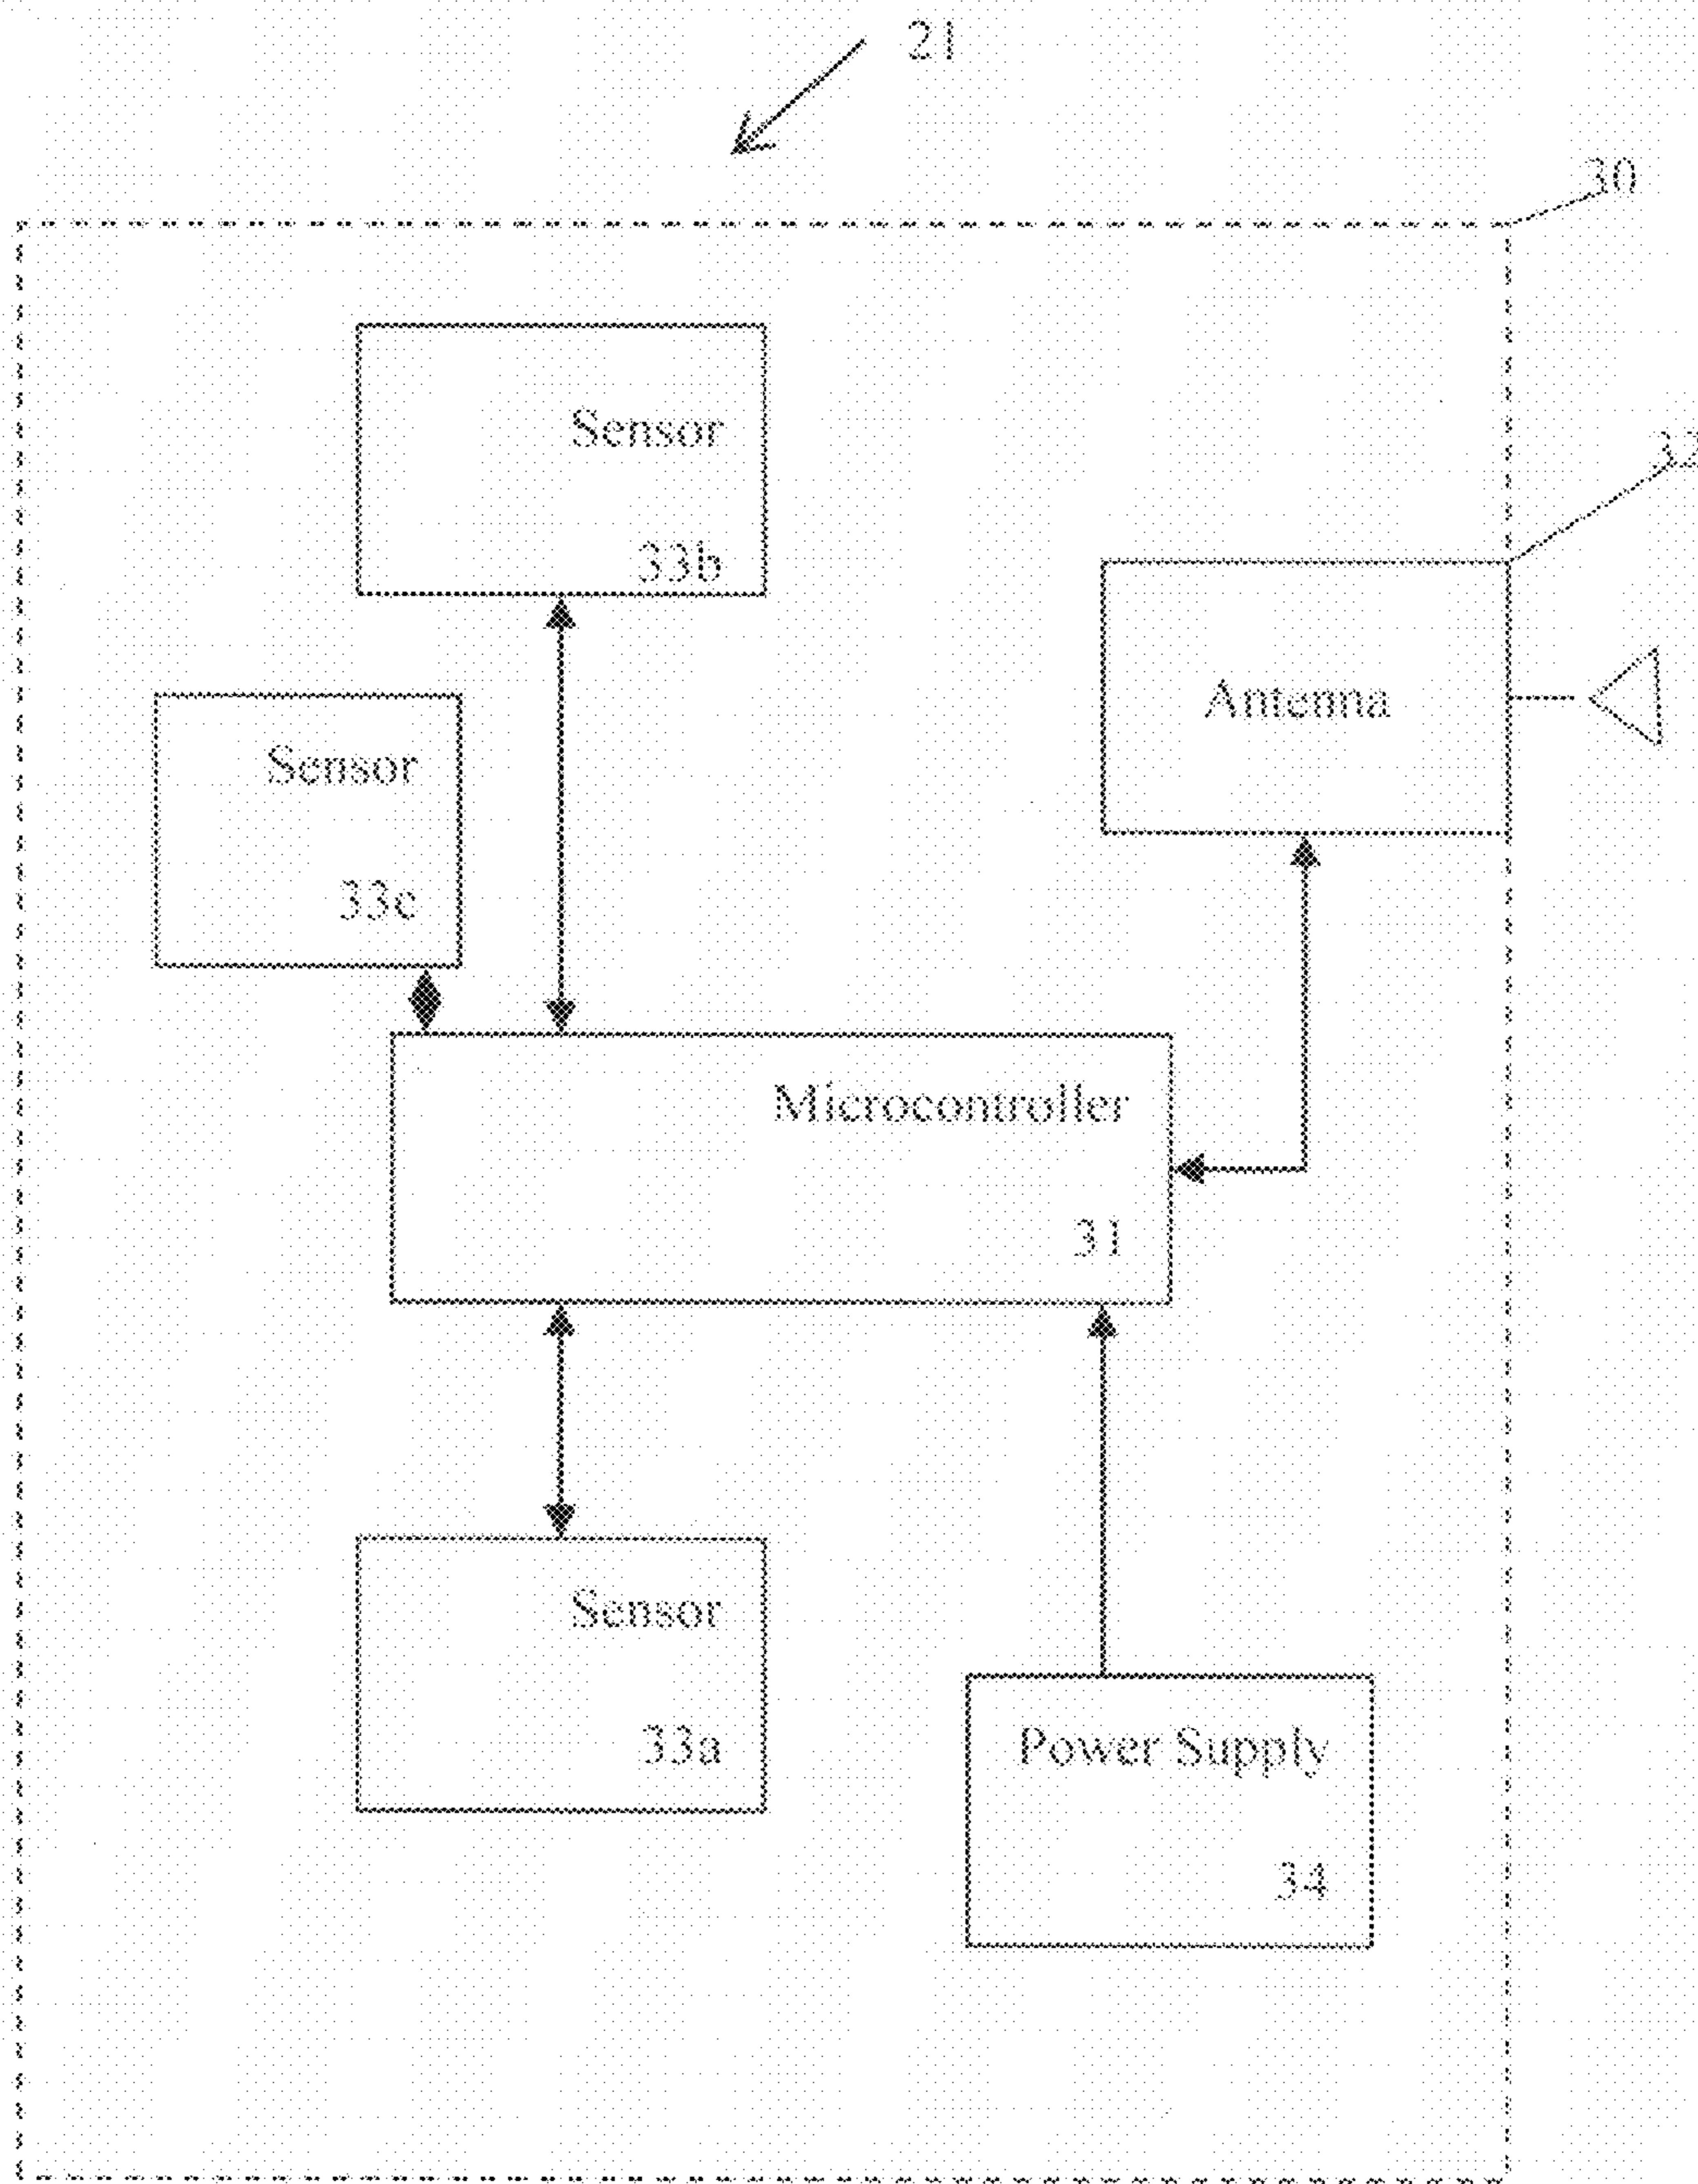 21
30
Sensor
33b
32
Antenna
Sensor
33c
Microcontroller
31
Sensor
33a
Power Supply
34